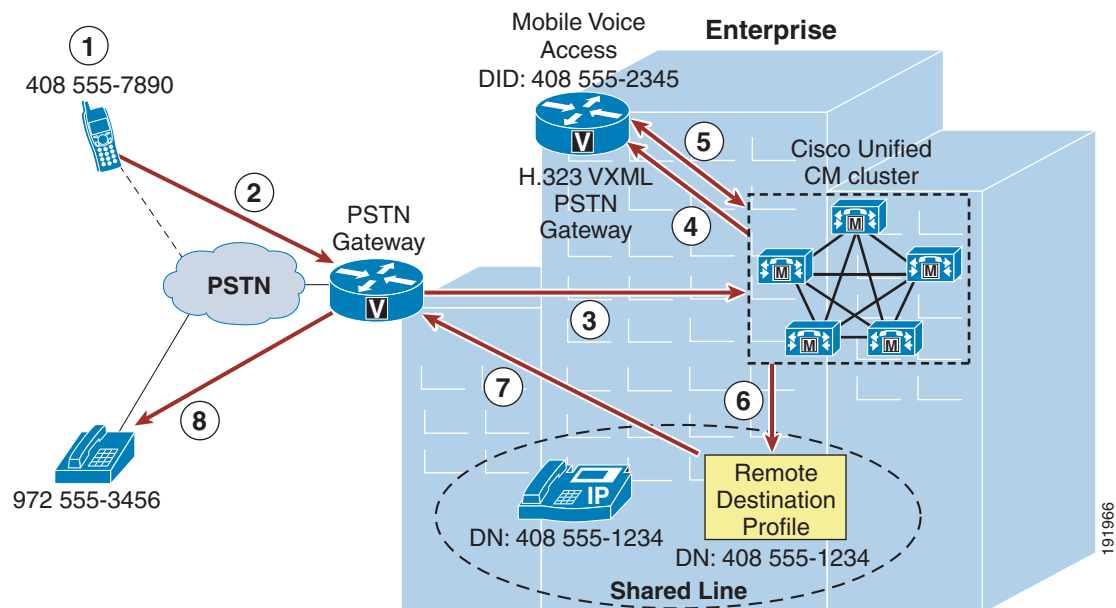 1
408 555-7890
Mobile Voice
Access
DID: 408 555-2345
Enterprise
V
H.323 VXML
PSTN
Gateway
5
4
Cisco Unified
CM cluster
M
M
M
M
M
2
PSTN
Gateway
V
PSTN
3
7
6
8
972 555-3456
IP
DN: 408 555-1234
Remote
Destination
Profile
DN: 408 555-1234
Shared Line
191966